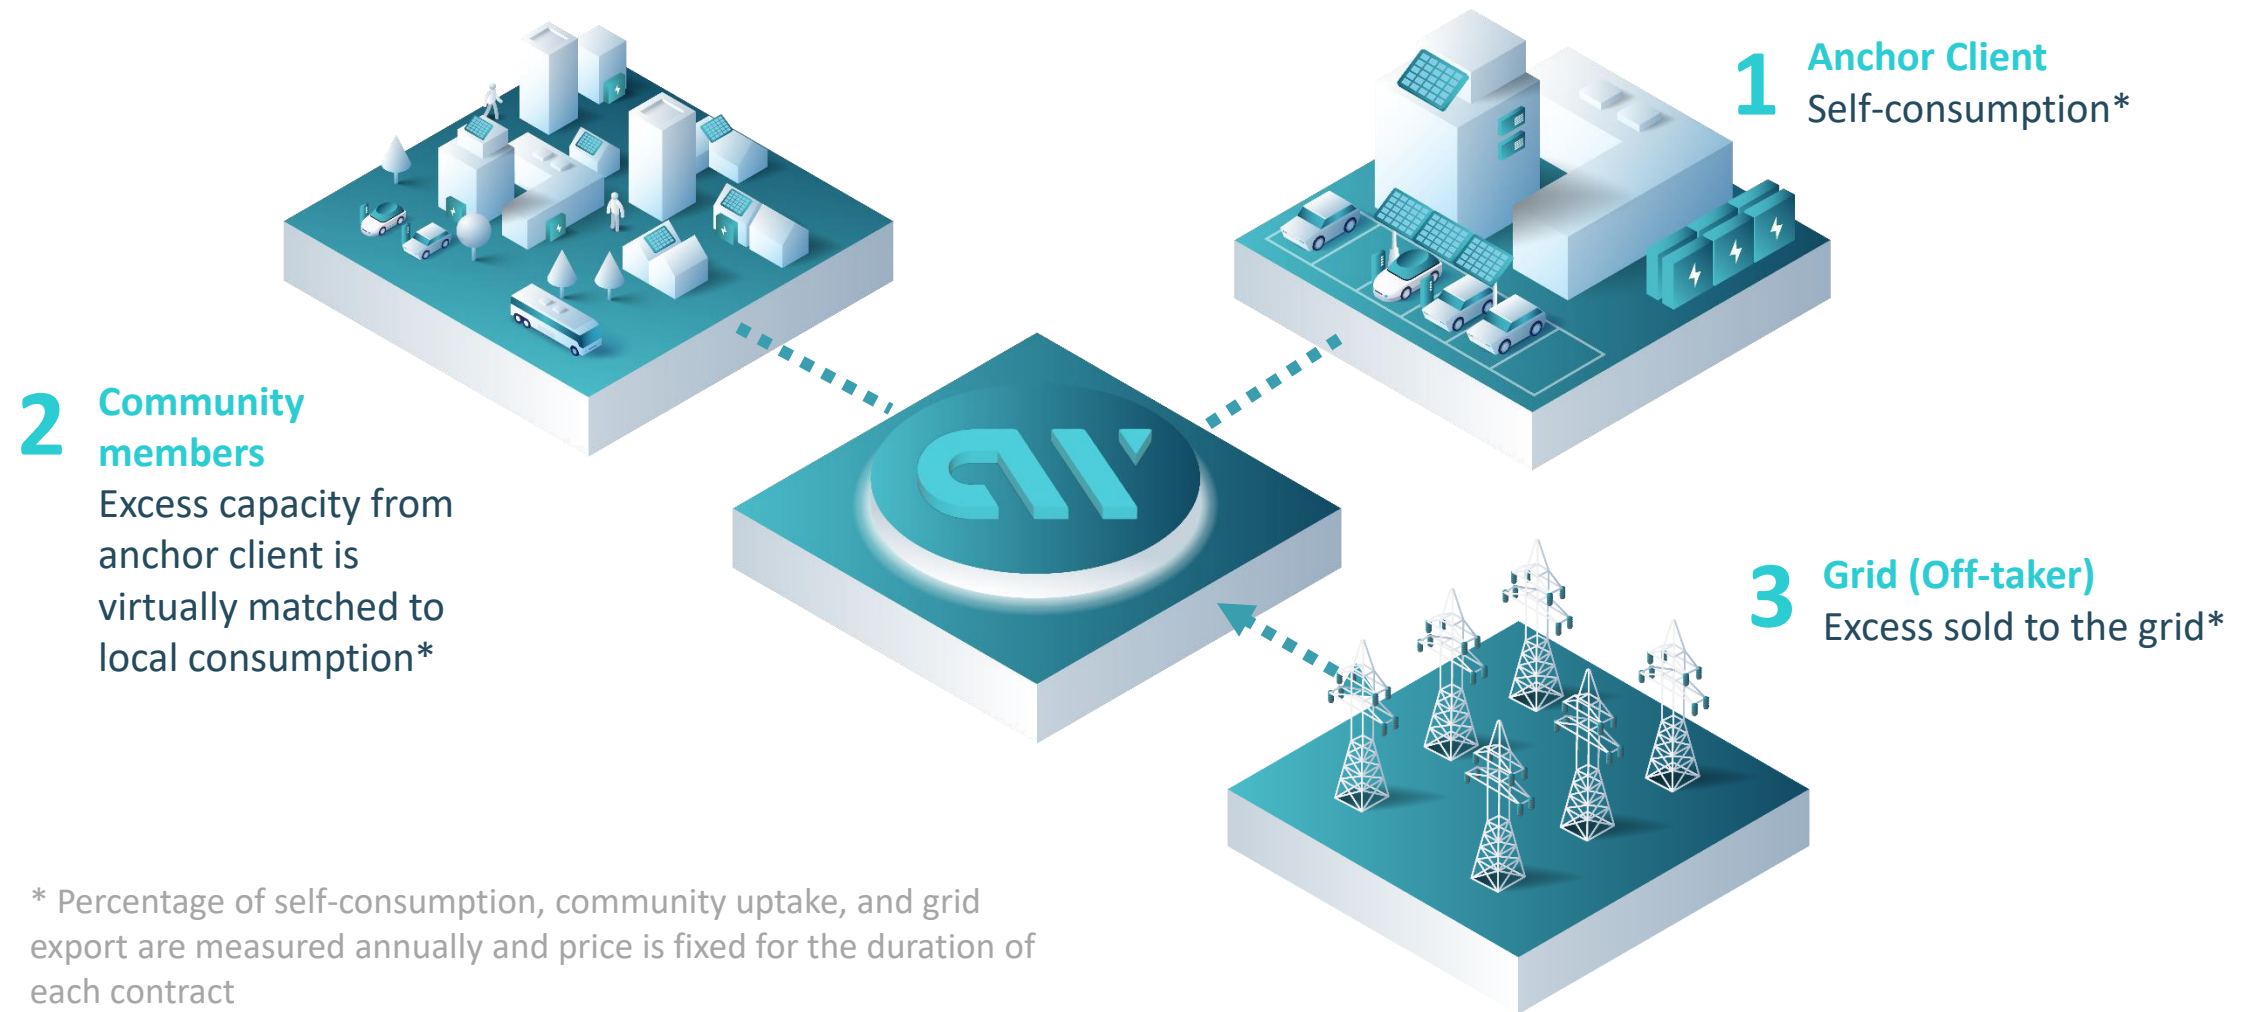 1
Anchor Client
Self-consumption*
2
Community
members
Excess capacity from
anchor client is
virtually matched to
local consumption*
3
Grid (Off-taker)
Excess sold to the grid*
* Percentage of self-consumption, community uptake, and grid
export are measured annually and price is fixed for the duration of
each contract